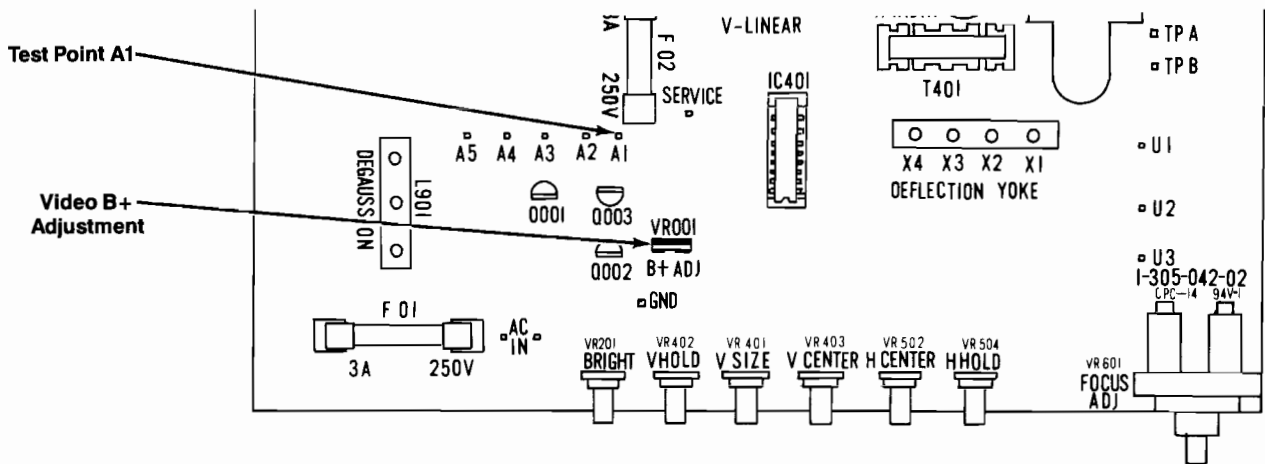 V-LINEAR
TP A
TP B
Test Point A1
F 02
250V
IC401
T401
SERVICE
A5 A4 A3 A2 A1
X4 X3 X2 X1
DEFLECTION YOKE
U1
L901
DEGAUSSION
Q001 Q003
Video B+
Adjustment
VR001
U2
Q002
B+ ADJ
U3
1-305-042-02
CPC-14 94V-1
GND
F 01
AC
IN
3A 250V
VR201 VR402 VR401 VR403 VR502 VR504
BRIGHT VHOLD V SIZE V CENTER H CENTER H HOLD
VR601
FOCUS
ADJ